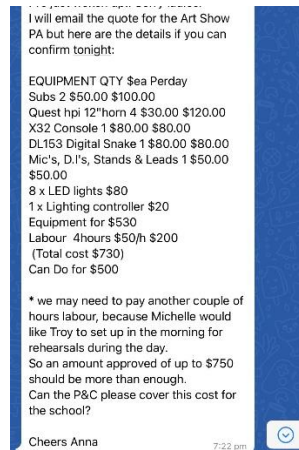 I will email the quote for the Art Show
PA but here are the details if you can
confirm tonight:

EQUIPMENT QTY $ea Perday
Subs 2 $50.00 $100.00
Quest hpi 12"horn 4 $30.00 $120.00
X32 Console 1 $80.00 $80.00
DL153 Digital Snake 1 $80.00 $80.00
Mic's, D.I's, Stands & Leads 1 $50.00
$50.00
8 x LED lights $80
1 x Lighting controller $20
Equipment for $530
Labour 4hours $50/h $200
(Total cost $730)
Can Do for $500

* we may need to pay another couple of
hours labour, because Michelle would
like Troy to set up in the morning for
rehearsals during the day.
So an amount approved of up to $750
should be more than enough.
Can the P&C please cover this cost for
the school?

Cheers Anna
7:22 pm